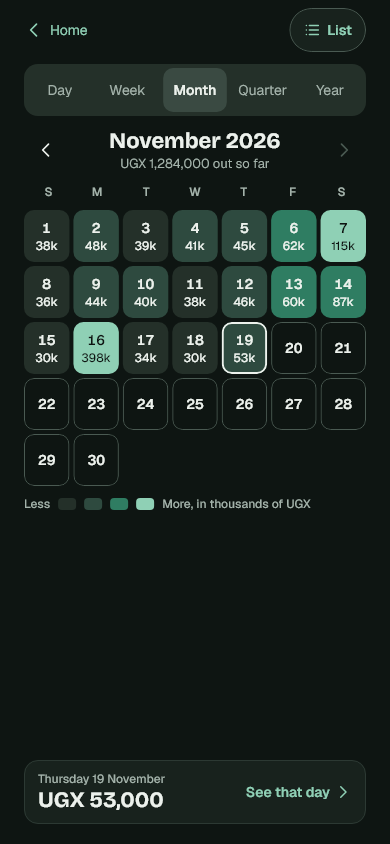 Home
List
Day Week Month Quarter Year
November 2026
UGX 1,284,000 out so far
S M T W T F S
1 2 3 4 5 6 7
38k 48k 39k 41k 45k 62k 115k
8 9 10 11 12 13 14
36k 44k 40k 38k 46k 60k 87k
15 16 17 18 19 20 21
30k 398k 34k 30k 53k
22 23 24 25 26 27 28
29 30
Less More, in thousands of UGX
Thursday 19 November
UGX 53,000
See that day